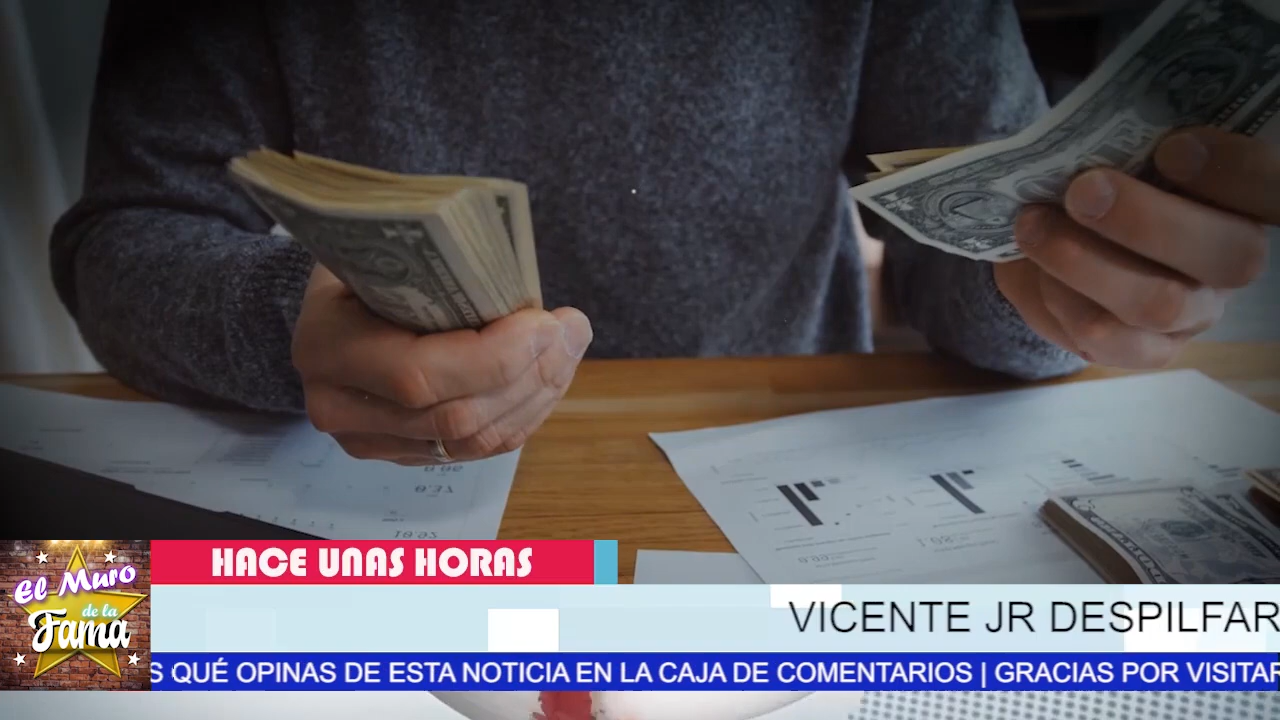 HACE UNAS HORAS
El Muro
de la
Fama
VICENTE JR DESPILFAR
S QUÉ OPINAS DE ESTA NOTICIA EN LA CAJA DE COMENTARIOS | GRACIAS POR VISITAR